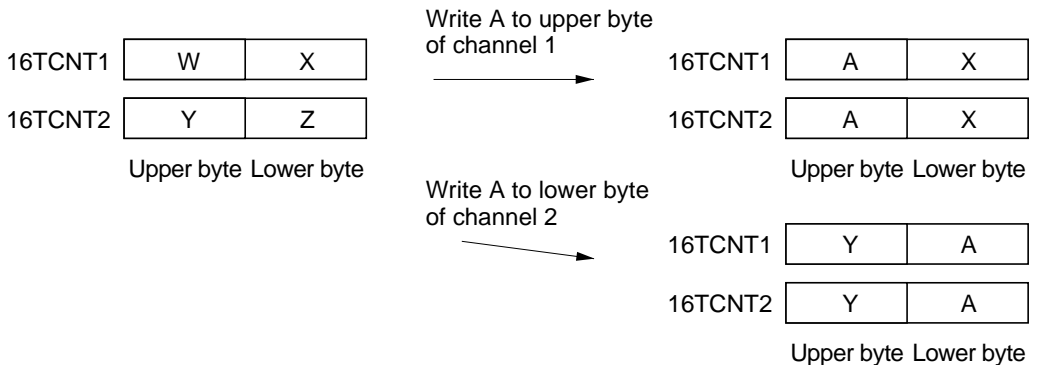 Write A to upper byte
of channel 1
16TCNT1 W X
16TCNT2 Y Z
Upper byte Lower byte
16TCNT1 A X
16TCNT2 A X
Upper byte Lower byte
Write A to lower byte
of channel 2
16TCNT1 Y A
16TCNT2 Y A
Upper byte Lower byte